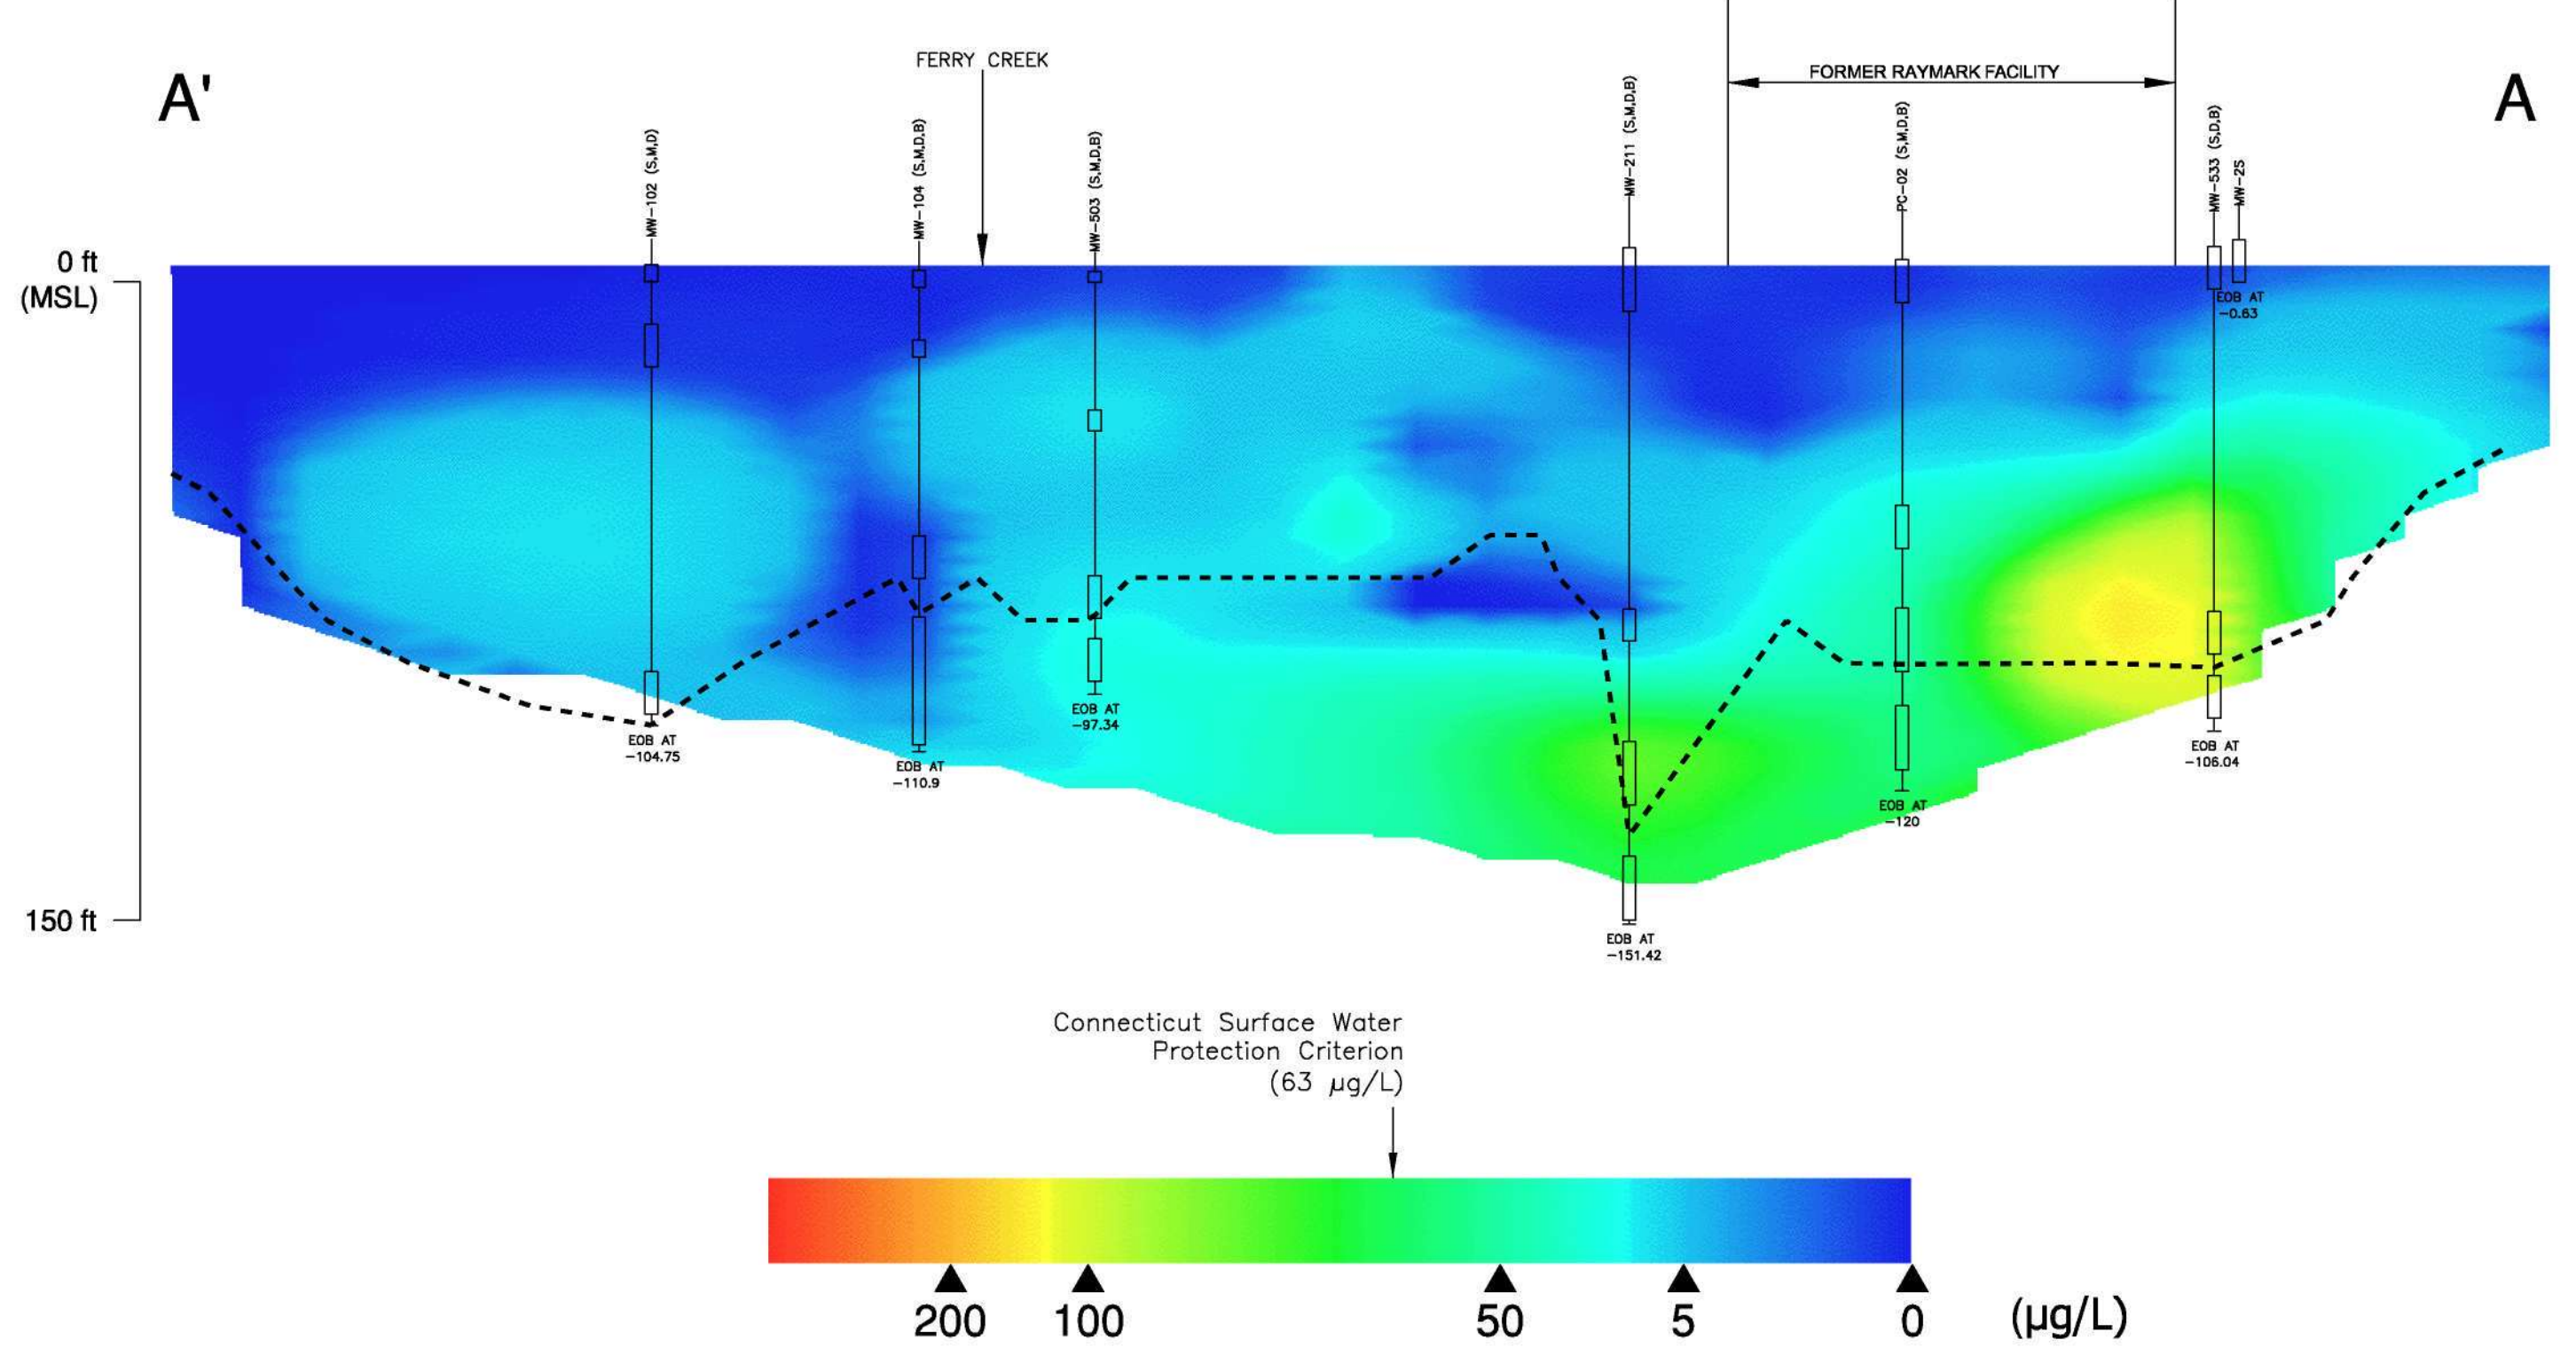 A'
FERRY CREEK
FORMER RAYMARK FACILITY
A
MW-102 (S,M,D)
MW-104 (S,M,D,B)
MW-503 (S,M,D,B)
MW-211 (S,M,D,B)
PC-02 (S,M,D,B)
MW-533 (S,D,B)
MW-2S
0 ft
(MSL)
EOB AT
-0.63
EOB AT
-97.34
EOB AT
-104.75
EOB AT
-110.9
EOB AT
-120
EOB AT
-106.04
150 ft
EOB AT
-151.42
Connecticut Surface Water
Protection Criterion
(63 µg/L)
200 100 50 5 0 (µg/L)